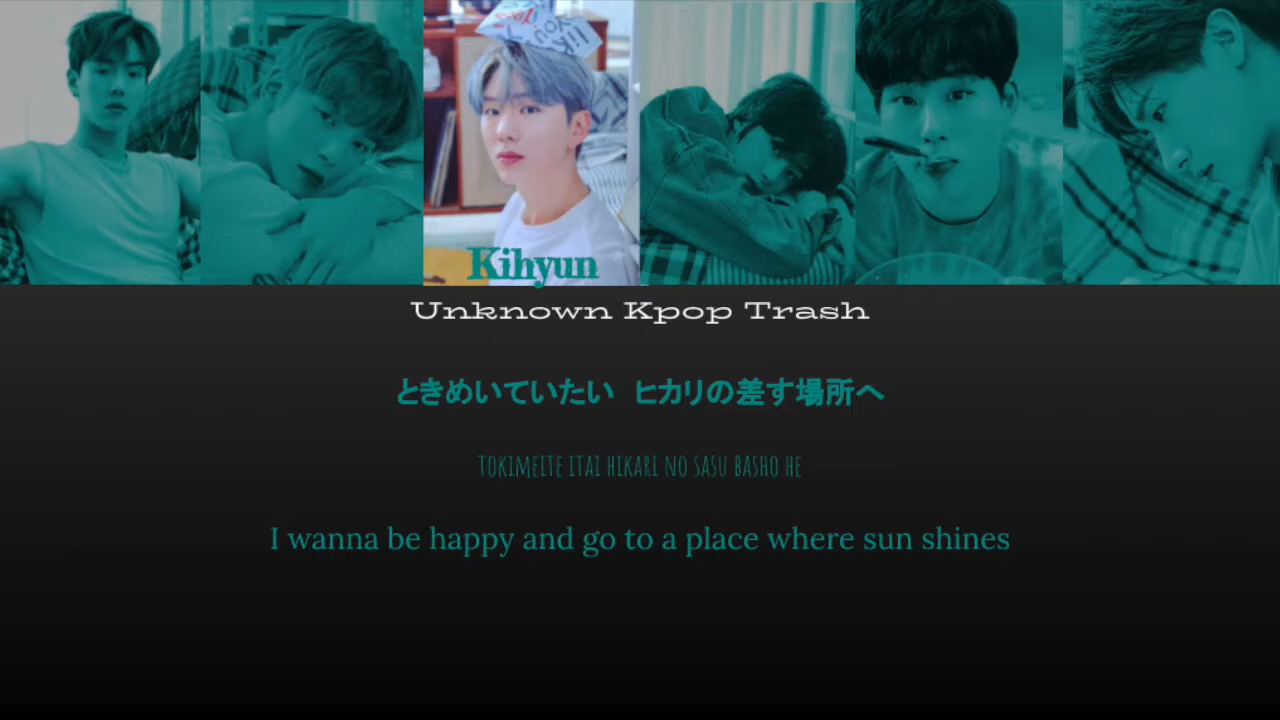 Kihyun
Unknown Kpop Trash
ときめいていたい　ヒカリの差す場所へ
TOKIMEITE ITAI HIKARI NO SASU BASHO HE
I wanna be happy and go to a place where sun shines